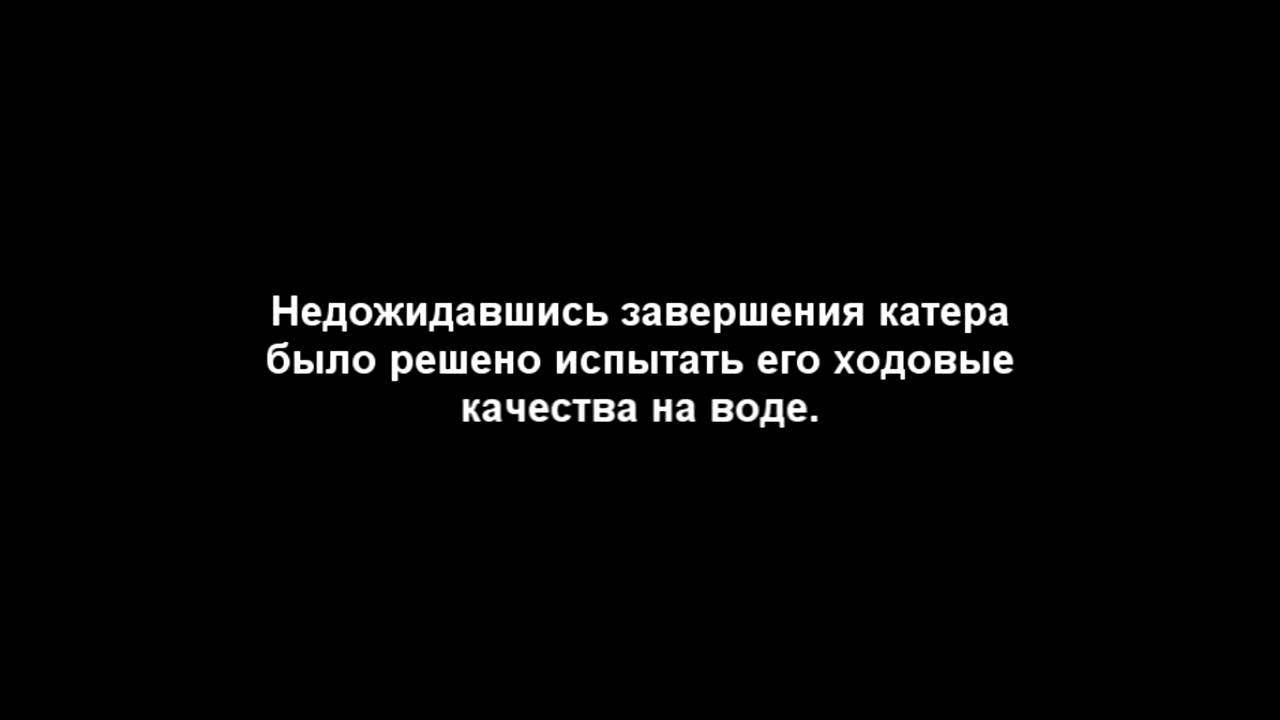 Недожидавшись завершения катера
было решено испытать его ходовые
качества на воде.